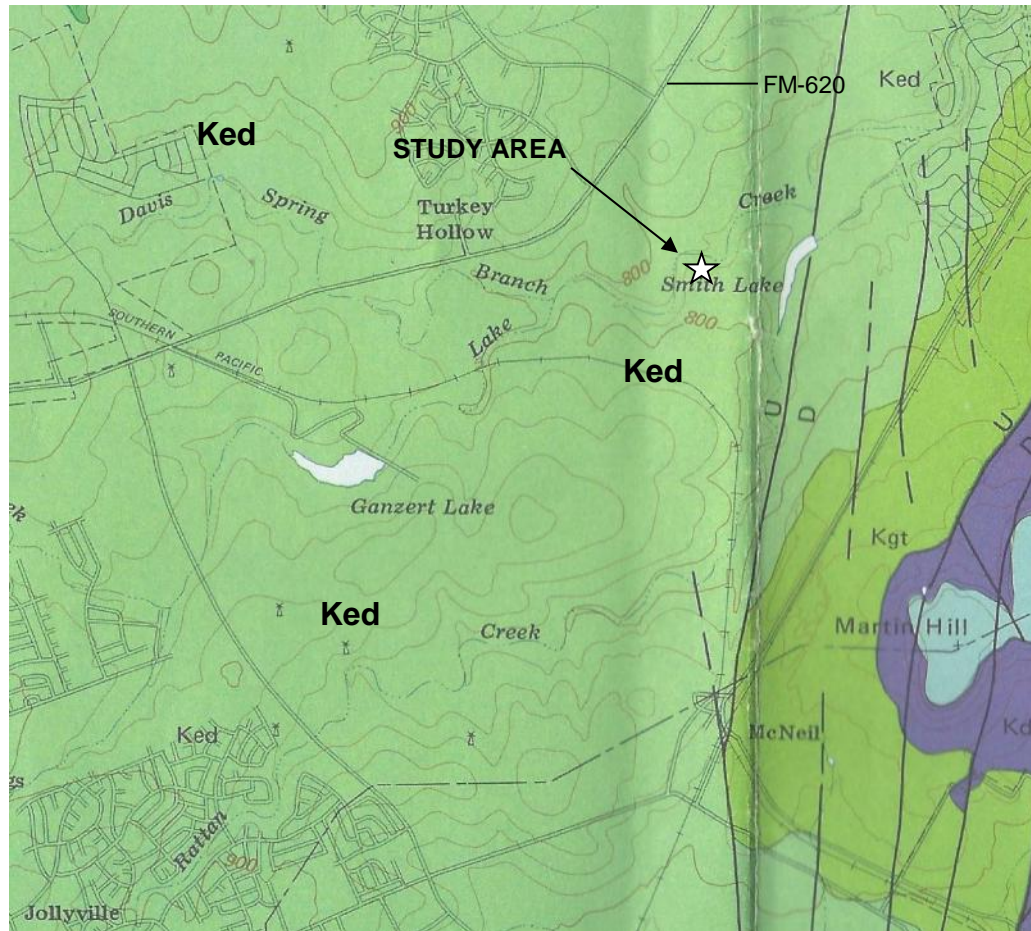 FM-620
Ked
Ked
STUDY AREA
900
Davis
Spring
Turkey
Hollow
Creek
Branch
800
Smith Lake
800
Lake
SOUTHERN
PACIFIC
Ked
U
D
U
Ganzert Lake
Kgt
Ked
Creek
Martin Hill
Ked
McNeil
Rattan
900
Jollyville